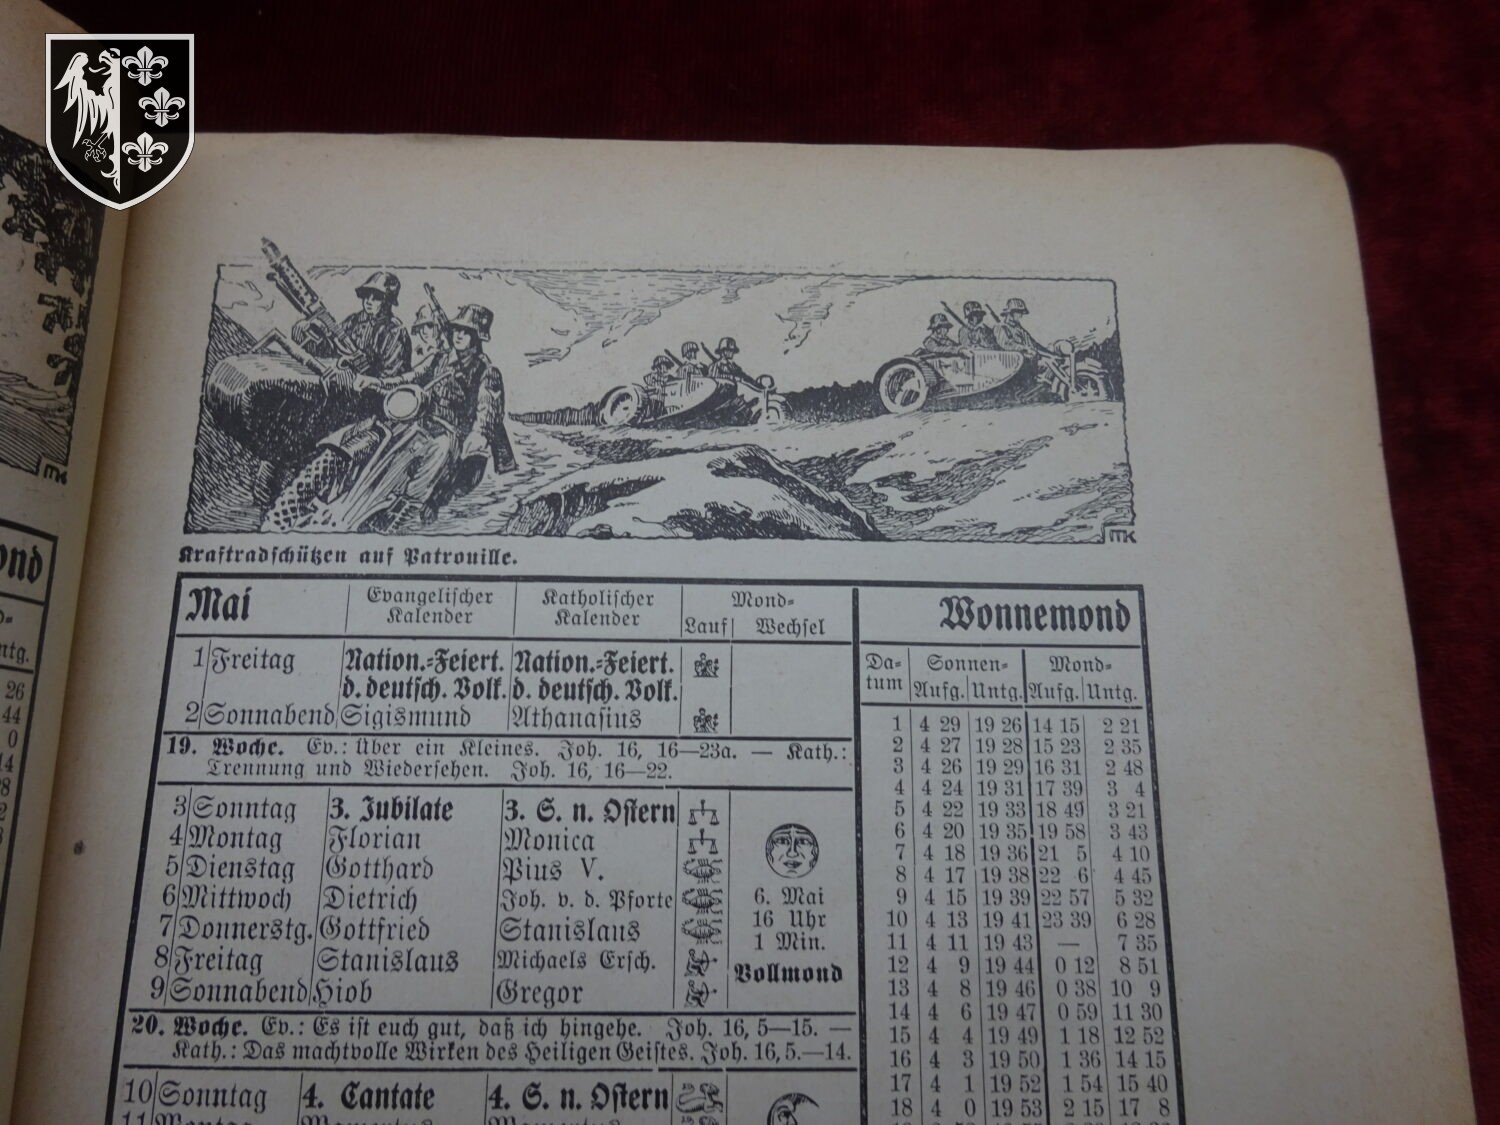 MK
MK
ond
ntg.
26
44
0
14
Kraftradschützen auf Patrouille.
Mai
Evangelischer Kalender
Katholischer Kalender
Mond-
Lauf Wechsel
1 Freitag Nation.-Feiert. Nation.-Feiert.
d. deutsch. Volk. d. deutsch. Volk.
2 Sonnabend Sigismund Athanasius
19. Woche. Ev.: Über ein Kleines. Joh. 16, 16—23a. — Kath.:
Trennung und Wiedersehen. Joh. 16, 16—22.
3 Sonntag 3. Jubilate 3. S. n. Ostern
4 Montag Florian Monica
5 Dienstag Gotthard Pius V.
6 Mittwoch Dietrich Joh. v. d. Pforte
7 Donnerstg. Gottfried Stanislaus
8 Freitag Stanislaus Michaels Ersch.
9 Sonnabend Hiob Gregor
6. Mai
16 Uhr
1 Min.
Vollmond
20. Woche. Ev.: Es ist euch gut, daß ich hingehe. Joh. 16, 5—15. —
Kath.: Das machtvolle Wirken des Heiligen Geistes. Joh. 16, 5.—14.
10 Sonntag 4. Cantate 4. S. n. Ostern
Wonnemond
Da-
tum
Sonnen-
Aufg. Untg.
Mond-
Aufg. Untg.
1 4 29 19 26 14 15 2 21
2 4 27 19 28 15 23 2 35
3 4 26 19 29 16 31 2 48
4 4 24 19 31 17 39 3 4
5 4 22 19 33 18 49 3 21
6 4 20 19 35 19 58 3 43
7 4 18 19 36 21 5 4 10
8 4 17 19 38 22 6 4 45
9 4 15 19 39 22 57 5 32
10 4 13 19 41 23 39 6 28
11 4 11 19 43 — 7 35
12 4 9 19 44 0 12 8 51
13 4 8 19 46 0 38 10 9
14 4 6 19 47 0 59 11 30
15 4 4 19 49 1 18 12 52
16 4 3 19 50 1 36 14 15
17 4 1 19 52 1 54 15 40
18 4 0 19 53 2 15 17 8